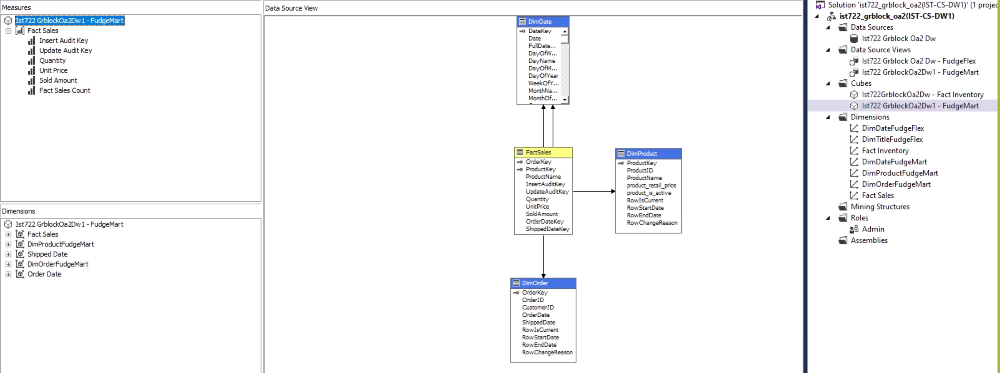 Measures
Ist722 GrblockOa2Dw1 - FudgeMart
Fact Sales
Insert Audit Key
Update Audit Key
Quantity
Unit Price
Sold Amount
Fact Sales Count
Dimensions
Ist722 GrblockOa2Dw1 - FudgeMart
Fact Sales
DimProductFudgeMart
Shipped Date
DimOrderFudgeMart
Order Date
Data Source View
DimDate
DateKey
Date
FullDate...
DayOfW...
DayName
DayOfM...
DayOfYear
WeekOfY...
MonthNa...
MonthOf...
FactSales
OrderKey
ProductKey
ProductName
InsertAuditKey
UpdateAuditKey
Quantity
UnitPrice
SoldAmount
OrderDateKey
ShippedDateKey
DimProduct
ProductKey
ProductID
ProductName
product_retail_price
product_is_active
RowIsCurrent
RowStartDate
RowEndDate
RowChangeReason
DimOrder
OrderKey
OrderID
CustomerID
OrderDate
ShippedDate
RowIsCurrent
RowStartDate
RowEndDate
RowChangeReason
Solution 'ist722_grblock_oa2(IST-CS-DW1)' (1 projec
ist722_grblock_oa2(IST-CS-DW1)
Data Sources
Ist722 Grblock Oa2 Dw
Data Source Views
Ist722 Grblock Oa2 Dw - FudgeFlex
Ist722 GrblockOa2Dw1 - FudgeMart
Cubes
Ist722GrblockOa2Dw - Fact Inventory
Ist722 GrblockOa2Dw1 - FudgeMart
Dimensions
DimDateFudgeFlex
DimTitleFudgeFlex
Fact Inventory
DimDateFudgeMart
DimProductFudgeMart
DimOrderFudgeMart
Fact Sales
Mining Structures
Roles
Admin
Assemblies